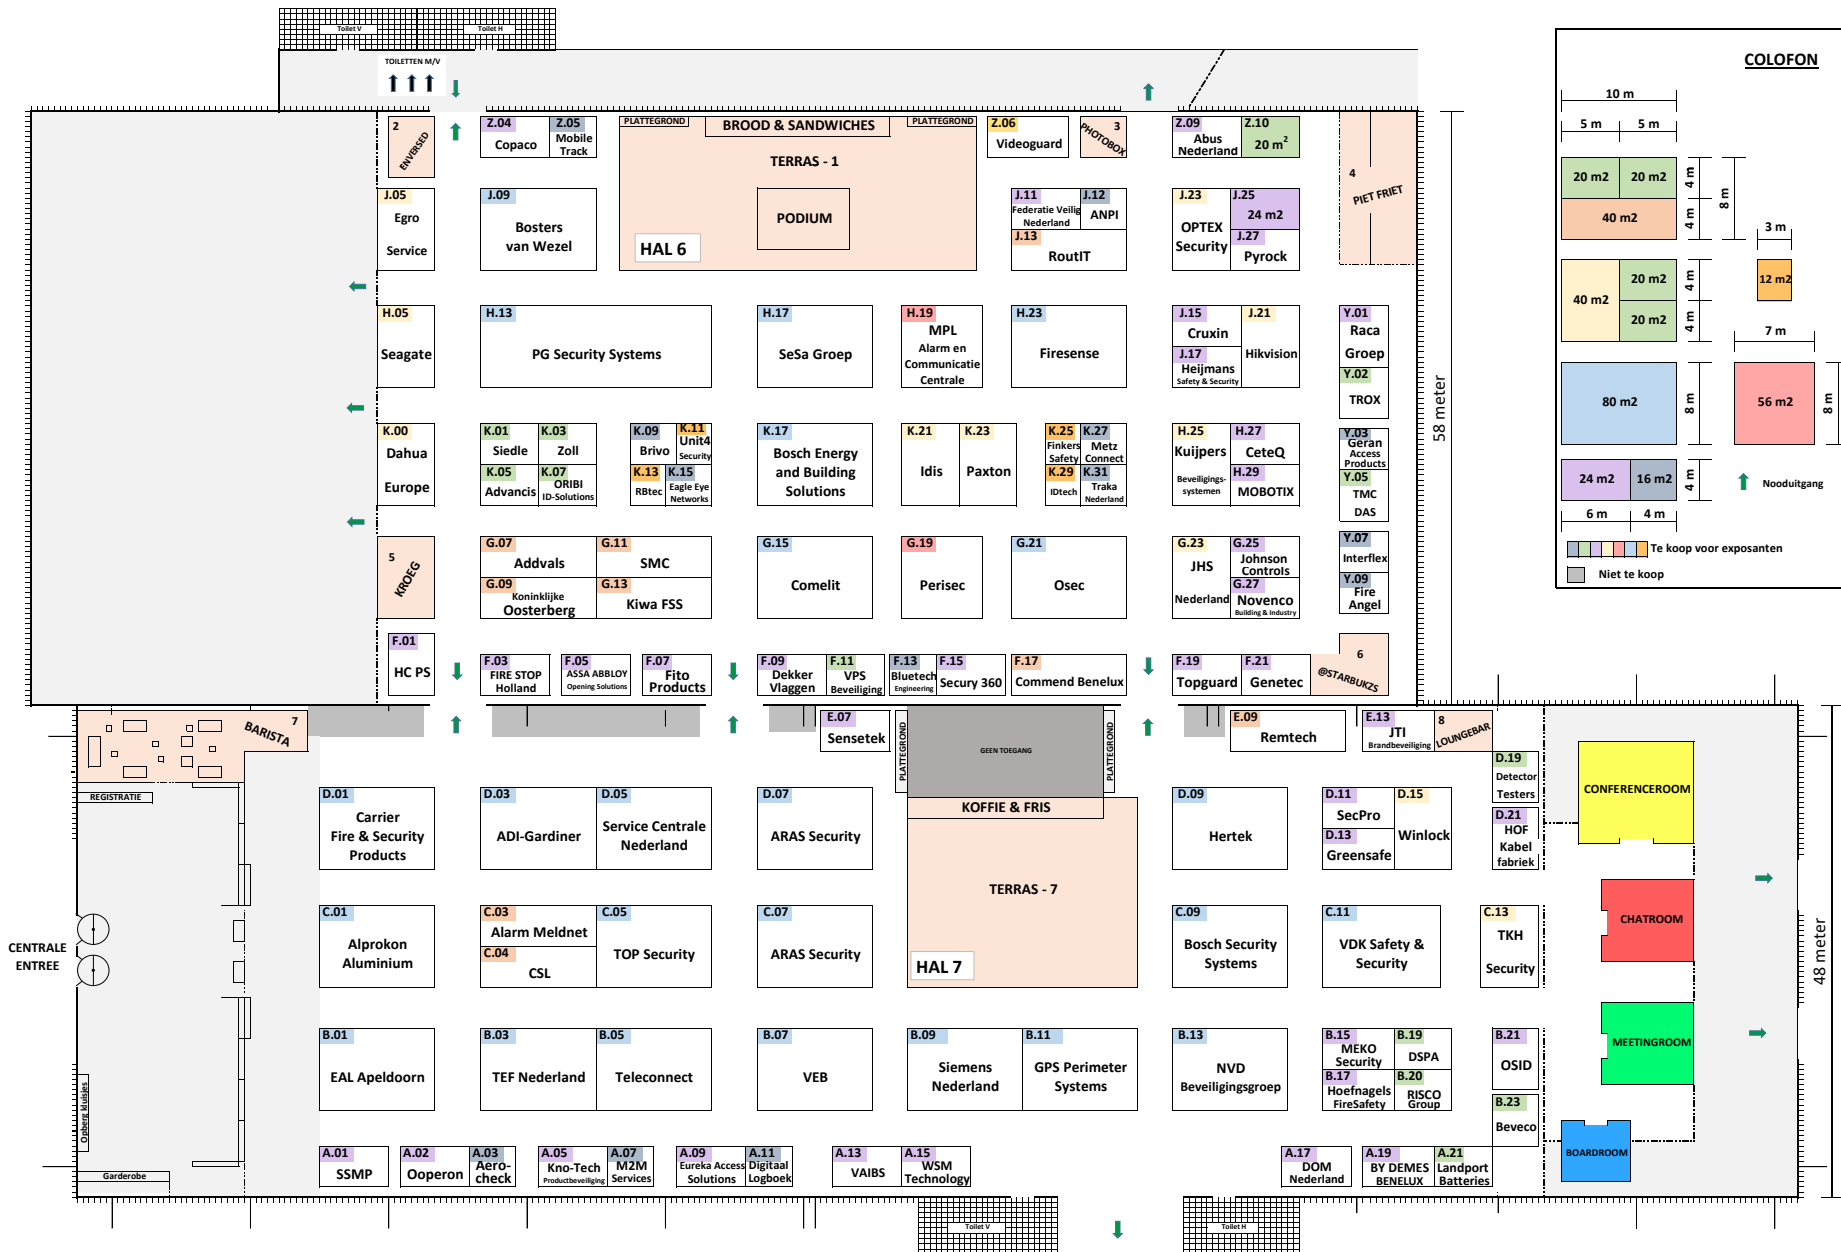 Toilet V
Toilet H
TOILETTEN M/V
COLOFON
10 m
5 m
5 m
20 m2
20 m2
4 m
8 m
40 m2
4 m
3 m
40 m2
20 m2
4 m
12 m2
20 m2
4 m
7 m
80 m2
8 m
56 m2
8 m
24 m2
16 m2
4 m
Nooduitgang
6 m
4 m
Te koop voor exposanten
Niet te koop
2
ENVERSED
Z.04
Copaco
Z.05
Mobile
Track
PLATTEGROND
BROOD & SANDWICHES
PLATTEGROND
TERRAS - 1
PODIUM
HAL 6
Z.06
Videoguard
3
PHOTOBOX
Z.09
Abus
Nederland
Z.10
20 m²
4
PIET FRIET
J.05
Egro
Service
J.09
Bosters
van Wezel
J.11
Federatie Veilig
Nederland
J.12
ANPI
J.13
RoutIT
J.23
OPTEX
Security
J.25
24 m2
J.27
Pyrock
H.05
Seagate
H.13
PG Security Systems
H.17
SeSa Groep
H.19
MPL
Alarm en
Communicatie
Centrale
H.23
Firesense
J.15
Cruxin
J.17
Heijmans
Safety & Security
J.21
Hikvision
Y.01
Raca
Groep
Y.02
TROX
58 meter
K.00
Dahua
Europe
K.01
Siedle
K.03
Zoll
K.05
Advancis
K.07
ORIBI
ID-Solutions
K.09
Brivo
K.11
Unit4
Security
K.13
RBtec
K.15
Eagle Eye
Networks
K.17
Bosch Energy
and Building
Solutions
K.21
Idis
K.23
Paxton
K.25
Finkers
Safety
K.27
Metz
Connect
K.29
IDtech
K.31
Traka
Nederland
H.25
Kuijpers
Beveiligings-
systemen
H.27
CeteQ
H.29
MOBOTIX
Y.03
Geran
Access
Products
Y.05
TMC
DAS
5
KROEG
G.07
Addvals
G.11
SMC
G.09
Koninklijke
Oosterberg
G.13
Kiwa FSS
G.15
Comelit
G.19
Perisec
G.21
Osec
G.23
JHS
Nederland
G.25
Johnson
Controls
G.27
Novenco
Building & Industry
Y.07
Interflex
Y.09
Fire
Angel
F.01
HC PS
F.03
FIRE STOP
Holland
F.05
ASSA ABBLOY
Opening Solutions
F.07
Fito
Products
F.09
Dekker
Vlaggen
F.11
VPS
Beveiliging
F.13
Bluetech
Engineering
F.15
Secury 360
F.17
Commend Benelux
F.19
Topguard
F.21
Genetec
6
@STARBUKZS
7
BARISTA
E.07
Sensetek
PLATTEGROND
GEEN TOEGANG
PLATTEGROND
E.09
Remtech
E.13
JTI
Brandbeveiliging
8
LOUNGEBAR
REGISTRATIE
D.01
Carrier
Fire & Security
Products
D.03
ADI-Gardiner
D.05
Service Centrale
Nederland
D.07
ARAS Security
KOFFIE & FRIS
TERRAS - 7
HAL 7
D.09
Hertek
D.11
SecPro
D.13
Greensafe
D.15
Winlock
D.19
Detector
Testers
D.21
HOF
Kabel
fabriek
CONFERENCEROOM
CENTRALE
ENTREE
C.01
Alprokon
Aluminium
C.03
Alarm Meldnet
C.04
CSL
C.05
TOP Security
C.07
ARAS Security
C.09
Bosch Security
Systems
C.11
VDK Safety &
Security
C.13
TKH
Security
CHATROOM
48 meter
B.01
EAL Apeldoorn
B.03
TEF Nederland
B.05
Teleconnect
B.07
VEB
B.09
Siemens
Nederland
B.11
GPS Perimeter
Systems
B.13
NVD
Beveiligingsgroep
B.15
MEKO
Security
B.17
Hoefnagels
FireSafety
B.19
DSPA
B.20
RISCO
Group
B.21
OSID
B.23
Beveco
MEETINGROOM
BOARDROOM
Opberg kluisjes
Garderobe
A.01
SSMP
A.02
Ooperon
A.03
Aero-
check
A.05
Kno-Tech
Productbeveiliging
A.07
M2M
Services
A.09
Eureka Access
Solutions
A.11
Digitaal
Logboek
A.13
VAIBS
A.15
WSM
Technology
A.17
DOM
Nederland
A.19
BY DEMES
BENELUX
A.21
Landport
Batteries
Toilet V
Toilet H